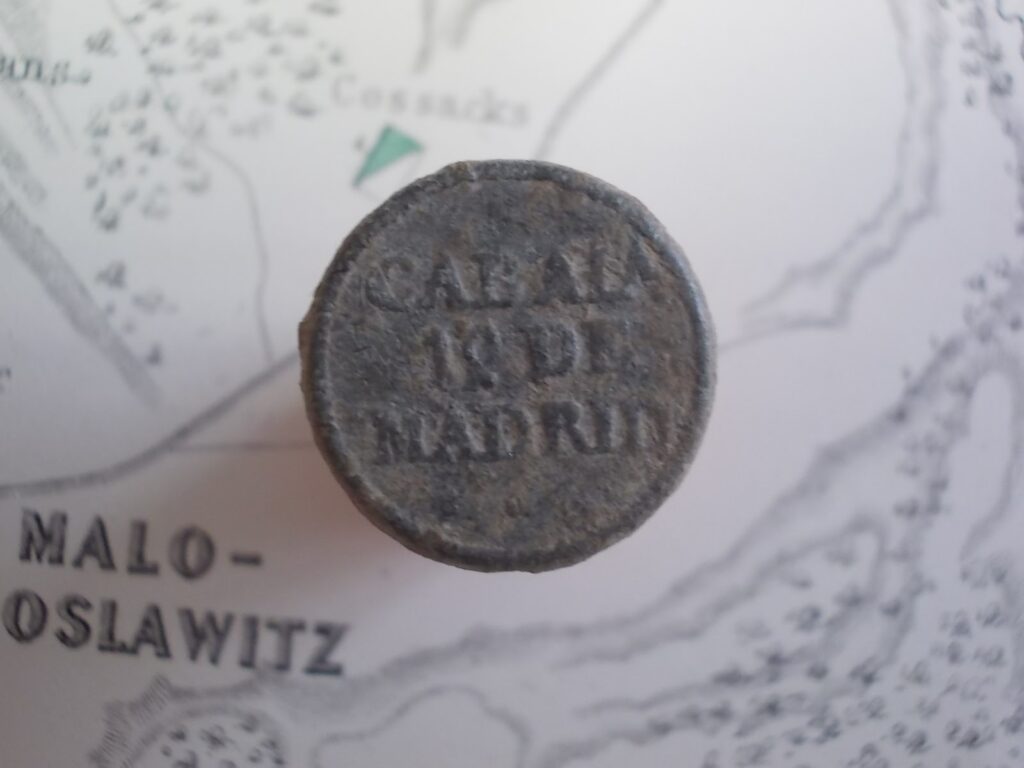 Cossacks
CABALA
1º DE
MADRID
MALO-
OSLAWITZ